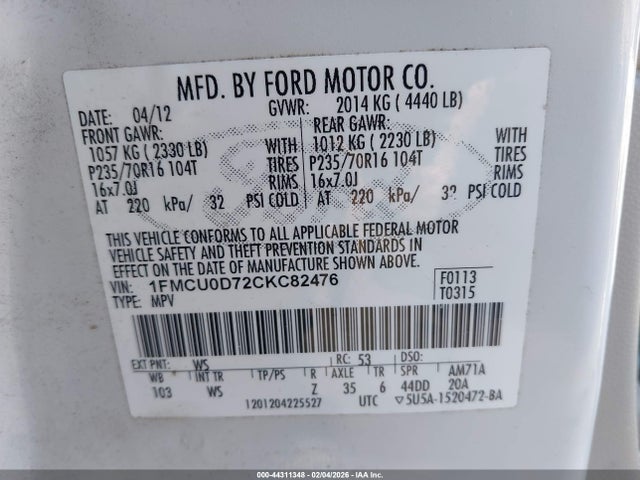 MFD. BY FORD MOTOR CO.
DATE: 04/12 GVWR: 2014 KG ( 4440 LB)
FRONT GAWR: REAR GAWR:
1057 KG ( 2330 LB) WITH 1012 KG ( 2230 LB) WITH
P235/70R16 104T TIRES P235/70R16 104T TIRES
16x7.0J RIMS 16x7.0J RIMS
AT 220 kPa/ 32 PSI COLD AT 220 kPa/ 32 PSI COLD
THIS VEHICLE CONFORMS TO ALL APPLICABLE FEDERAL MOTOR
VEHICLE SAFETY AND THEFT PREVENTION STANDARDS IN
EFFECT ON THE DATE OF MANUFACTURE SHOWN ABOVE.
VIN: 1FMCU0D72CKC82476 F0113
TYPE: MPV T0315
EXT PNT: WS RC: 53 DSO:
WB INT TR TP/PS R AXLE TR SPR AM71A
103 WS Z 35 6 44DD 20A
1201204225527 UTC ▽5U5A-1520472-BA
000-44311348 - 02/04/2026 - IAA Inc.